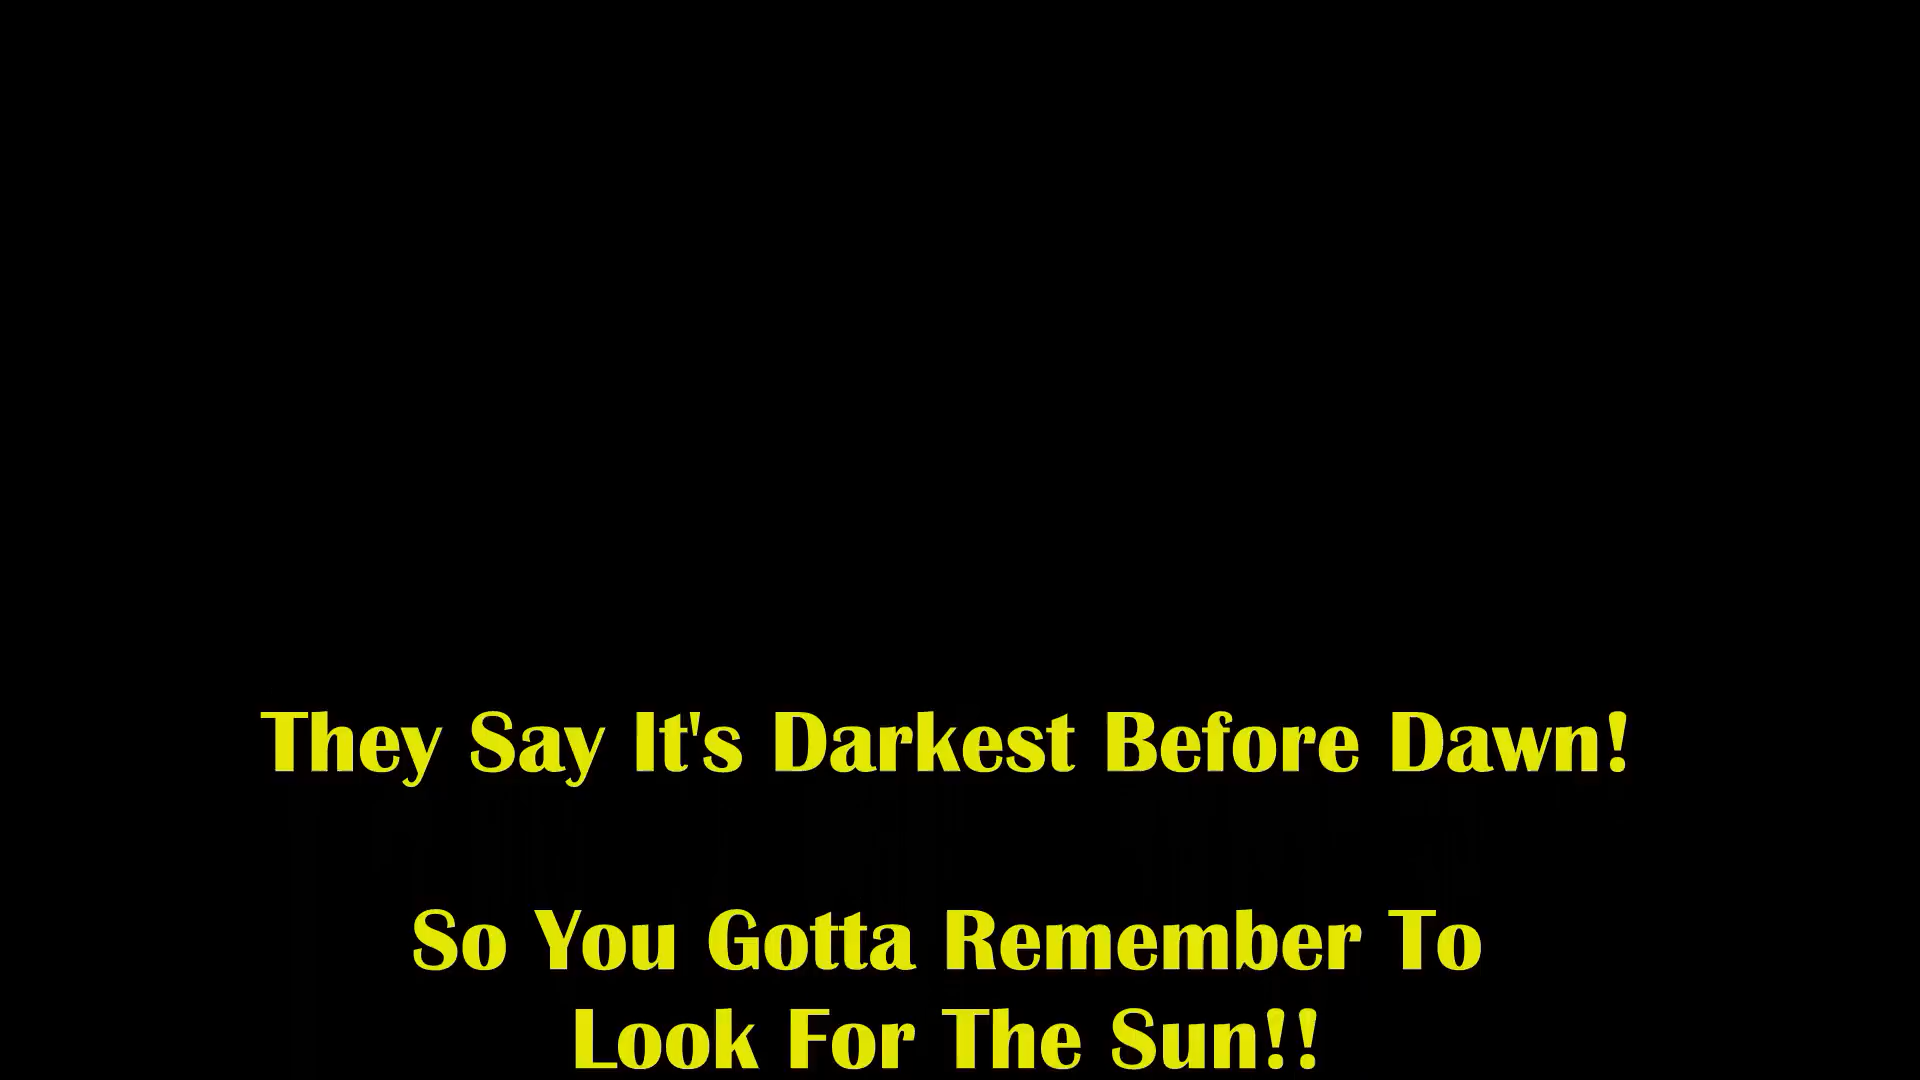 They Say It's Darkest Before Dawn!
So You Gotta Remember To
Look For The Sun!!